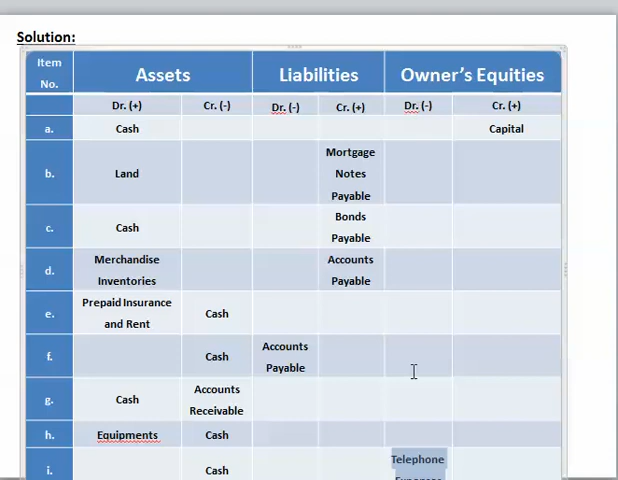 Solution:
Item
No.
Assets
Liabilities
Owner's Equities
Dr. (+)
Cr. (-)
Dr. (-)
Cr. (+)
Dr. (-)
Cr. (+)
a.
Cash
Capital
b.
Land
Mortgage
Notes
Payable
c.
Cash
Bonds
Payable
d.
Merchandise
Inventories
Accounts
Payable
e.
Prepaid Insurance
and Rent
Cash
f.
Cash
Accounts
Payable
g.
Cash
Accounts
Receivable
h.
Equipments
Cash
i.
Cash
Telephone